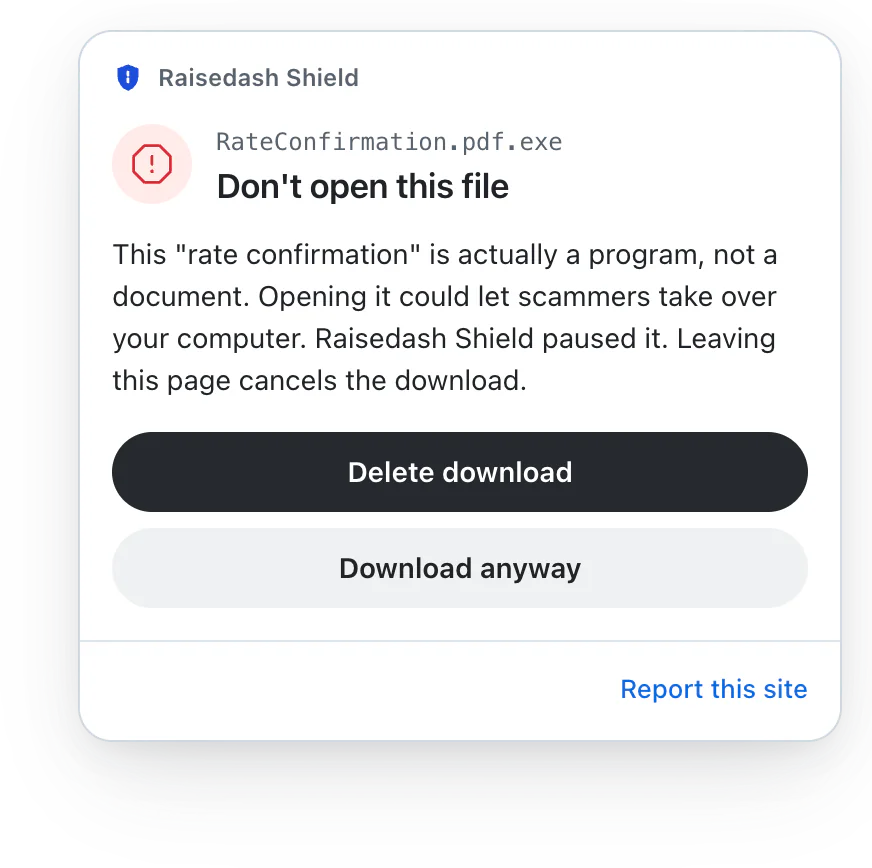 Raisedash Shield
RateConfirmation.pdf.exe
Don't open this file
This "rate confirmation" is actually a program, not a
document. Opening it could let scammers take over
your computer. Raisedash Shield paused it. Leaving
this page cancels the download.
Delete download
Download anyway
Report this site